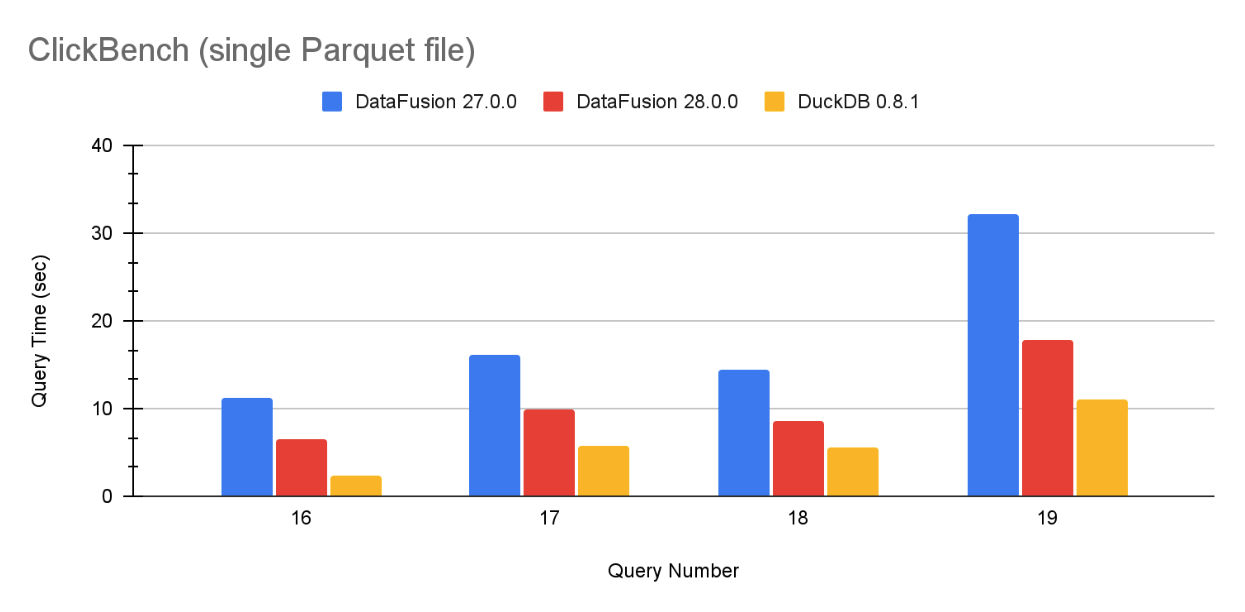 ClickBench (single Parquet file)
DataFusion 27.0.0 DataFusion 28.0.0 DuckDB 0.8.1
40
30
20
10
0
Query Time (sec)
16 17 18 19
Query Number